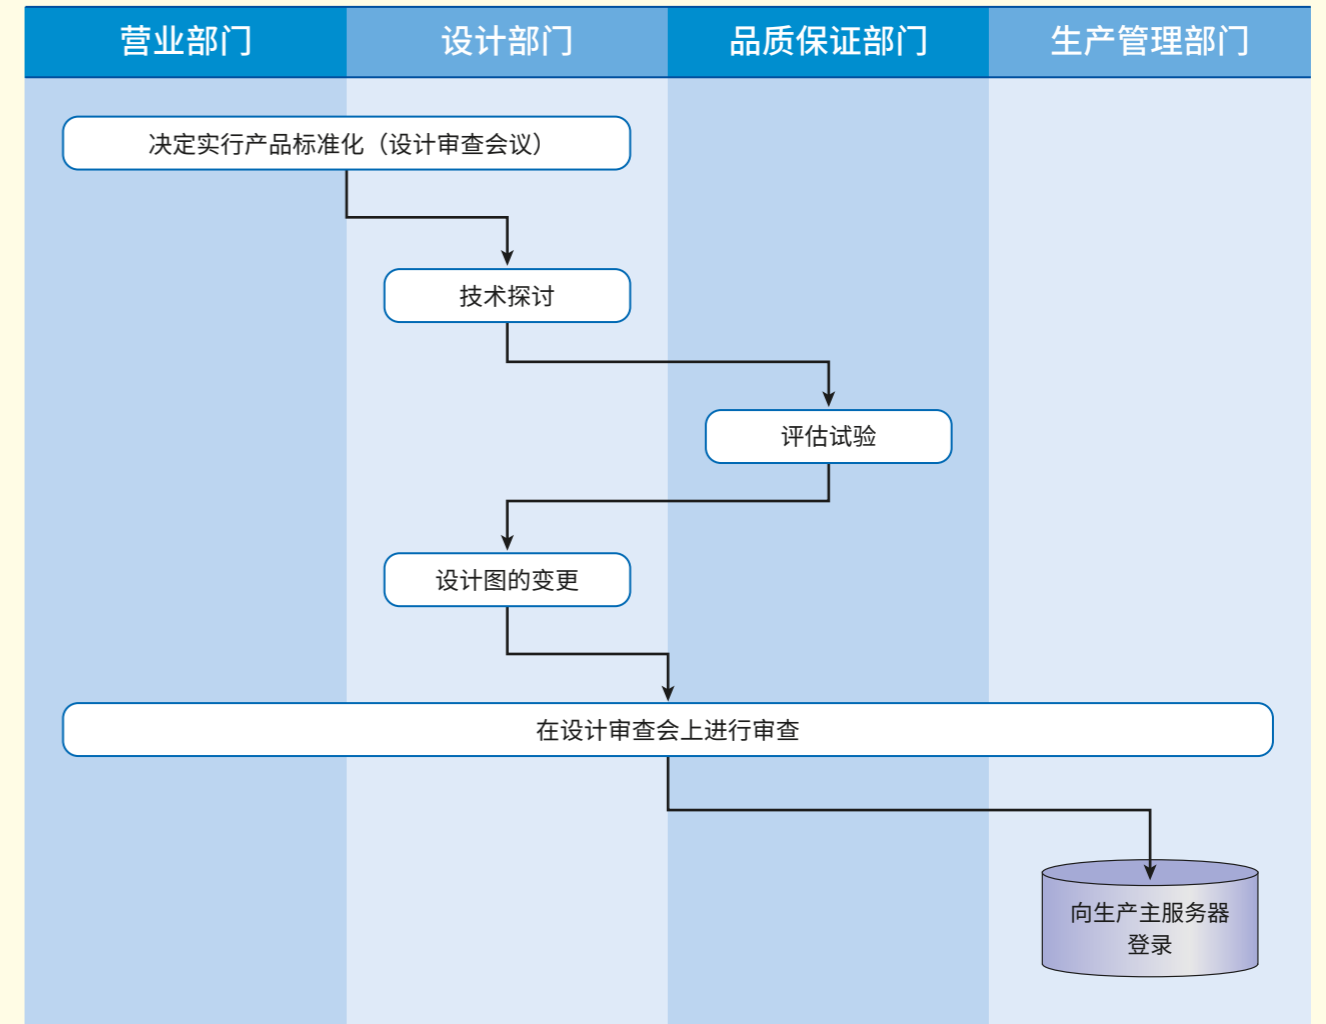 营业部门
设计部门
品质保证部门
生产管理部门
决定实行产品标准化（设计审查会议）
技术探讨
评估试验
设计图的变更
在设计审查会上进行审查
向生产主服务器
登录